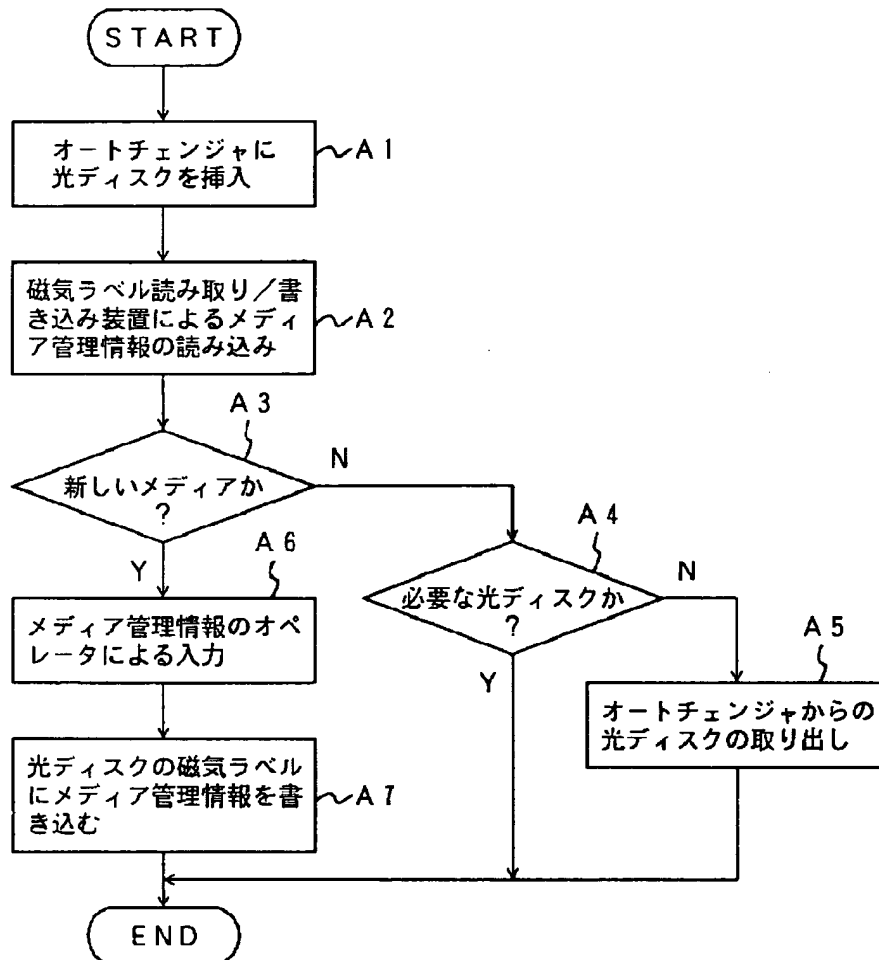 START
オートチェンジャに
光ディスクを挿入
A1
磁気ラベル読み取り／書
き込み装置によるメディ
ア管理情報の読み込み
A2
A3
新しいメディアか
?
N
Y
A4
必要な光ディスクか
?
N
Y
A5
オートチェンジャからの
光ディスクの取り出し
A6
メディア管理情報のオペ
レータによる入力
光ディスクの磁気ラベル
にメディア管理情報を書
き込む
A7
END